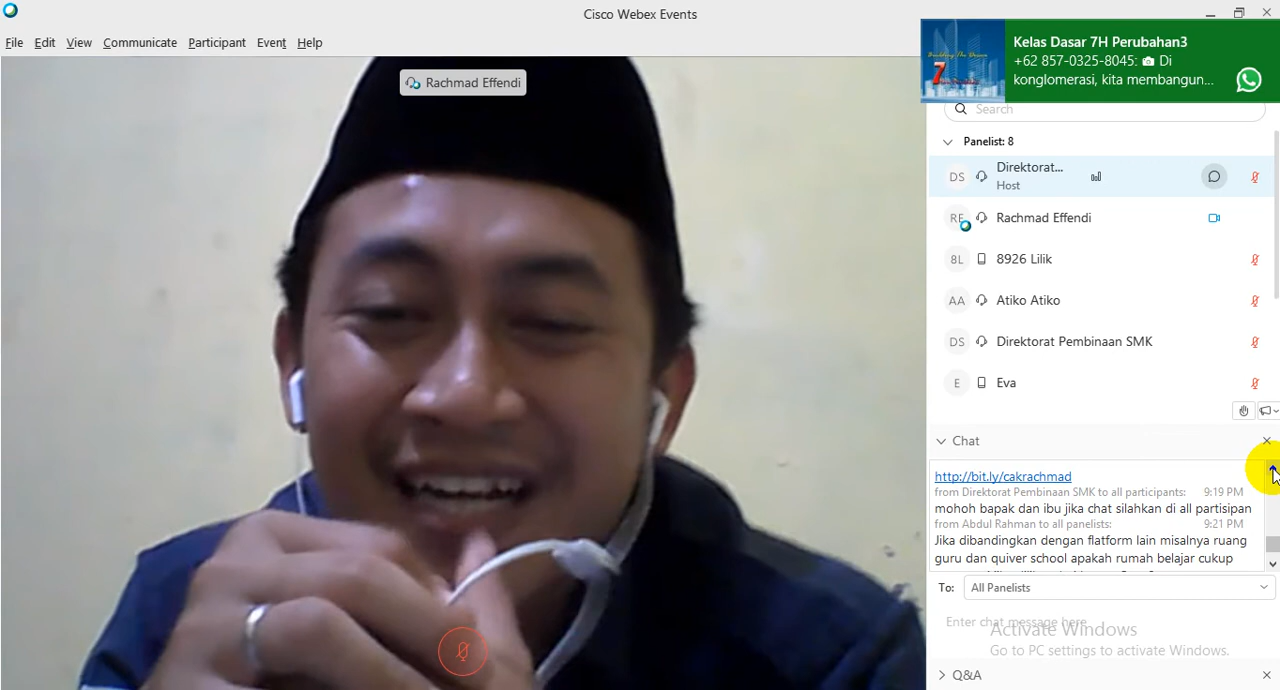 Cisco Webex Events
File Edit View Communicate Participant Event Help
Kelas Dasar 7H Perubahan3
+62 857-0325-8045: Di
konglomerasi, kita membangun...
7
Rachmad Effendi
Search
Panelist: 8
DS Direktorat...
Host
RE Rachmad Effendi
8L 8926 Lilik
AA Atiko Atiko
DS Direktorat Pembinaan SMK
E Eva
Chat
http://bit.ly/cakrachmad
from Direktorat Pembinaan SMK to all participants: 9:19 PM
mohoh bapak dan ibu jika chat silahkan di all partisipan
from Abdul Rahman to all panelists: 9:21 PM
Jika dibandingkan dengan flatform lain misalnya ruang
guru dan quiver school apakah rumah belajar cukup
To: All Panelists
Enter chat message here
Activate Windows
Go to PC settings to activate Windows.
Q&A